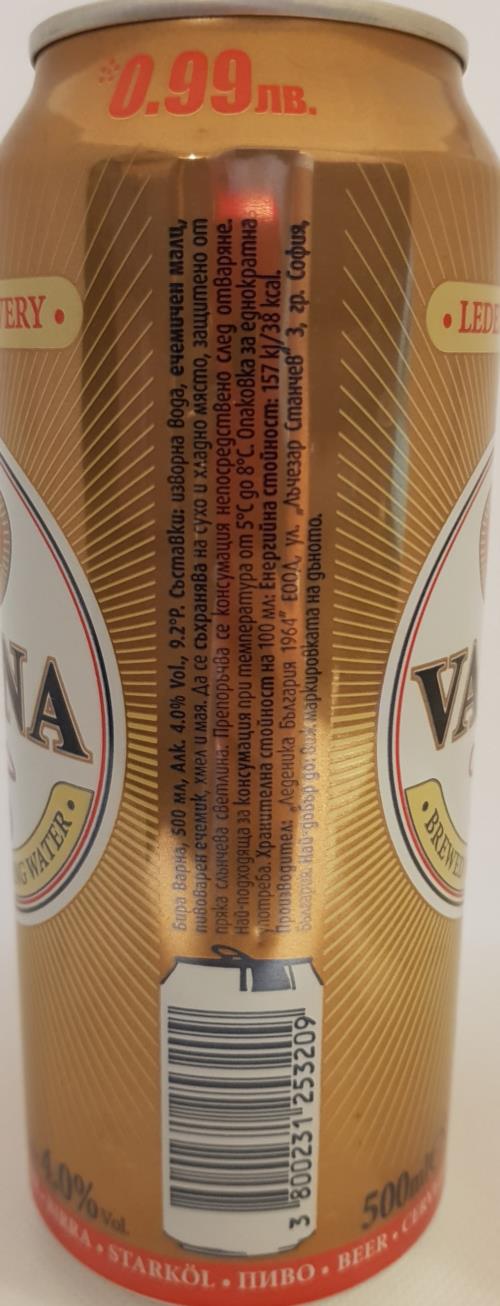 *0.99лв.
VERY •
• LEDE
NA
VA
NG WATER •
• BREWE
Бира Варна, 500 мл, Алк. 4.0% Vol., 9.2°P. Съставки: изворна вода, ечемичен малц,
пивоварен ечемик, хмел и мая. Да се съхранява на сухо и хладно място, защитено от
пряка слънчева светлина. Препоръчва се консумация непосредствено след отваряне.
Най-подходяща за консумация при температура от 5°C до 8°C. Опаковка за еднократна
употреба. Хранителна стойност на 100 мл: Енергийна стойност: 157 kJ/38 kcal.
Производител: „Леденика България 1964" ЕООД, ул. „Лъчезар Станчев" 3, гр. София,
България. Най-добър до: виж маркировката на дъното.
3 800231 253209
4.0% Vol.
500ml
BIRRA • STARKÖL • ПИВО • BEER • CERV